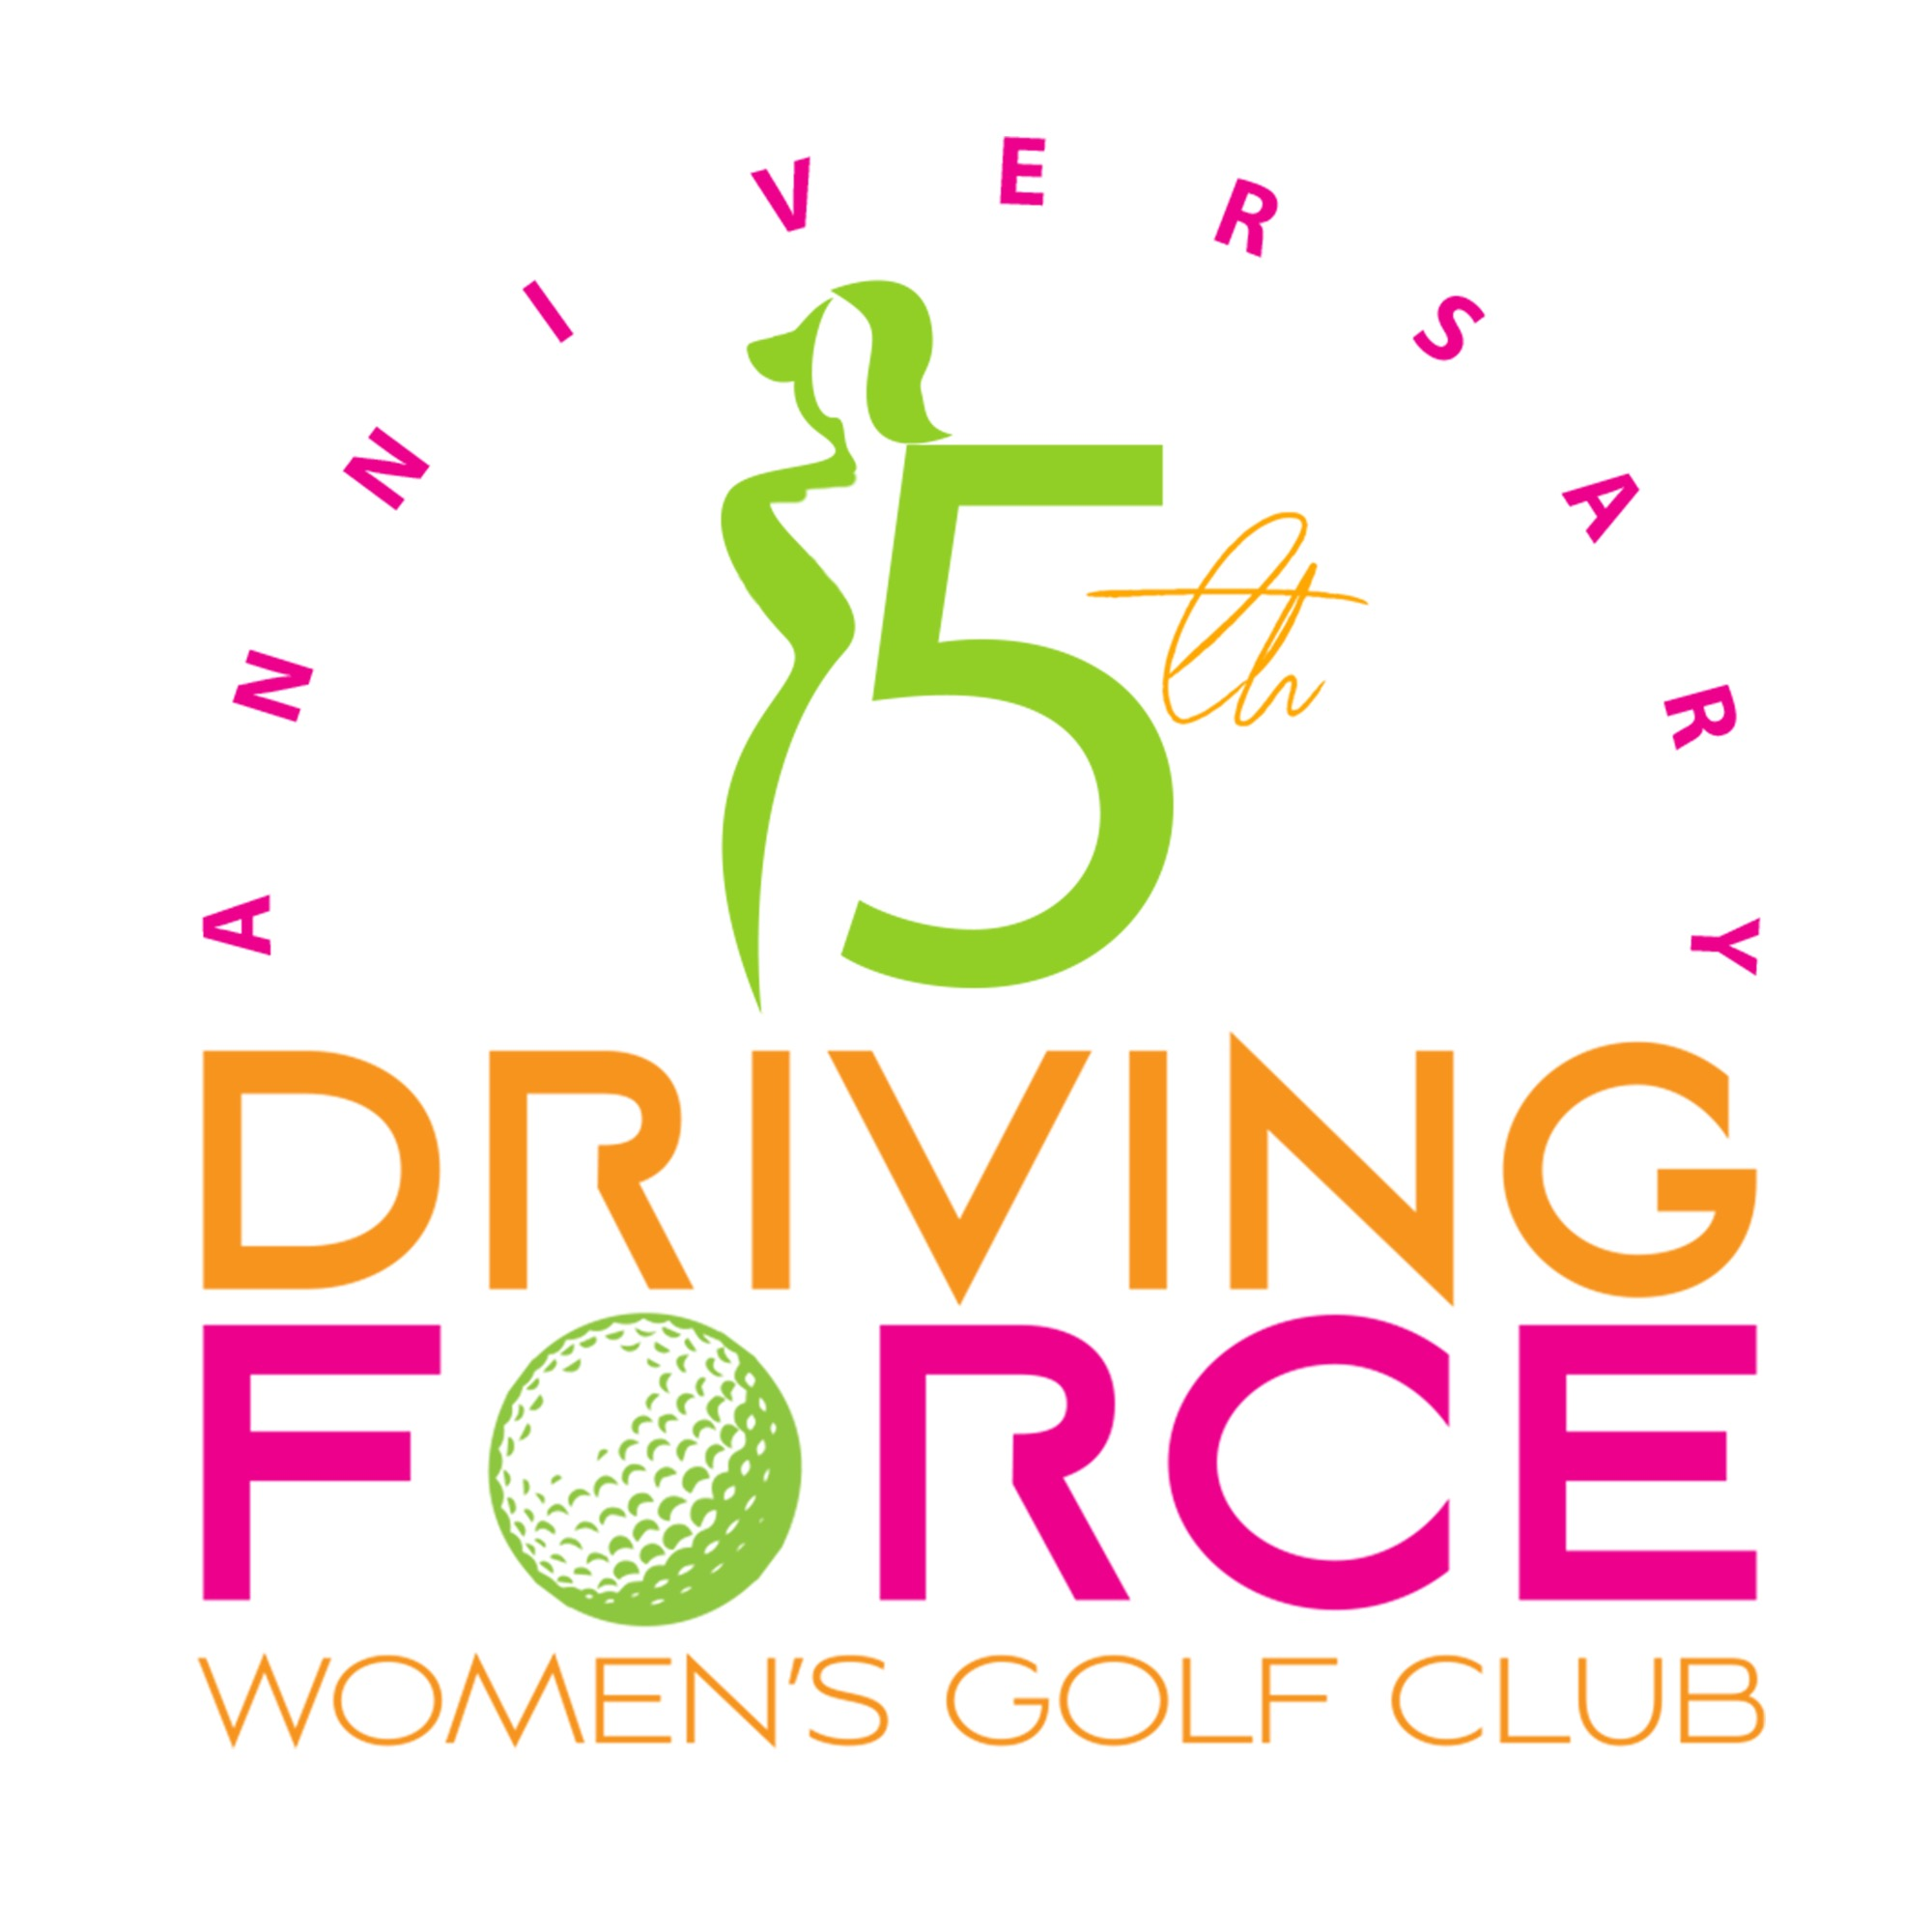 ANNIVERSARY
5th
DRIVING
FORCE
WOMEN'S GOLF CLUB